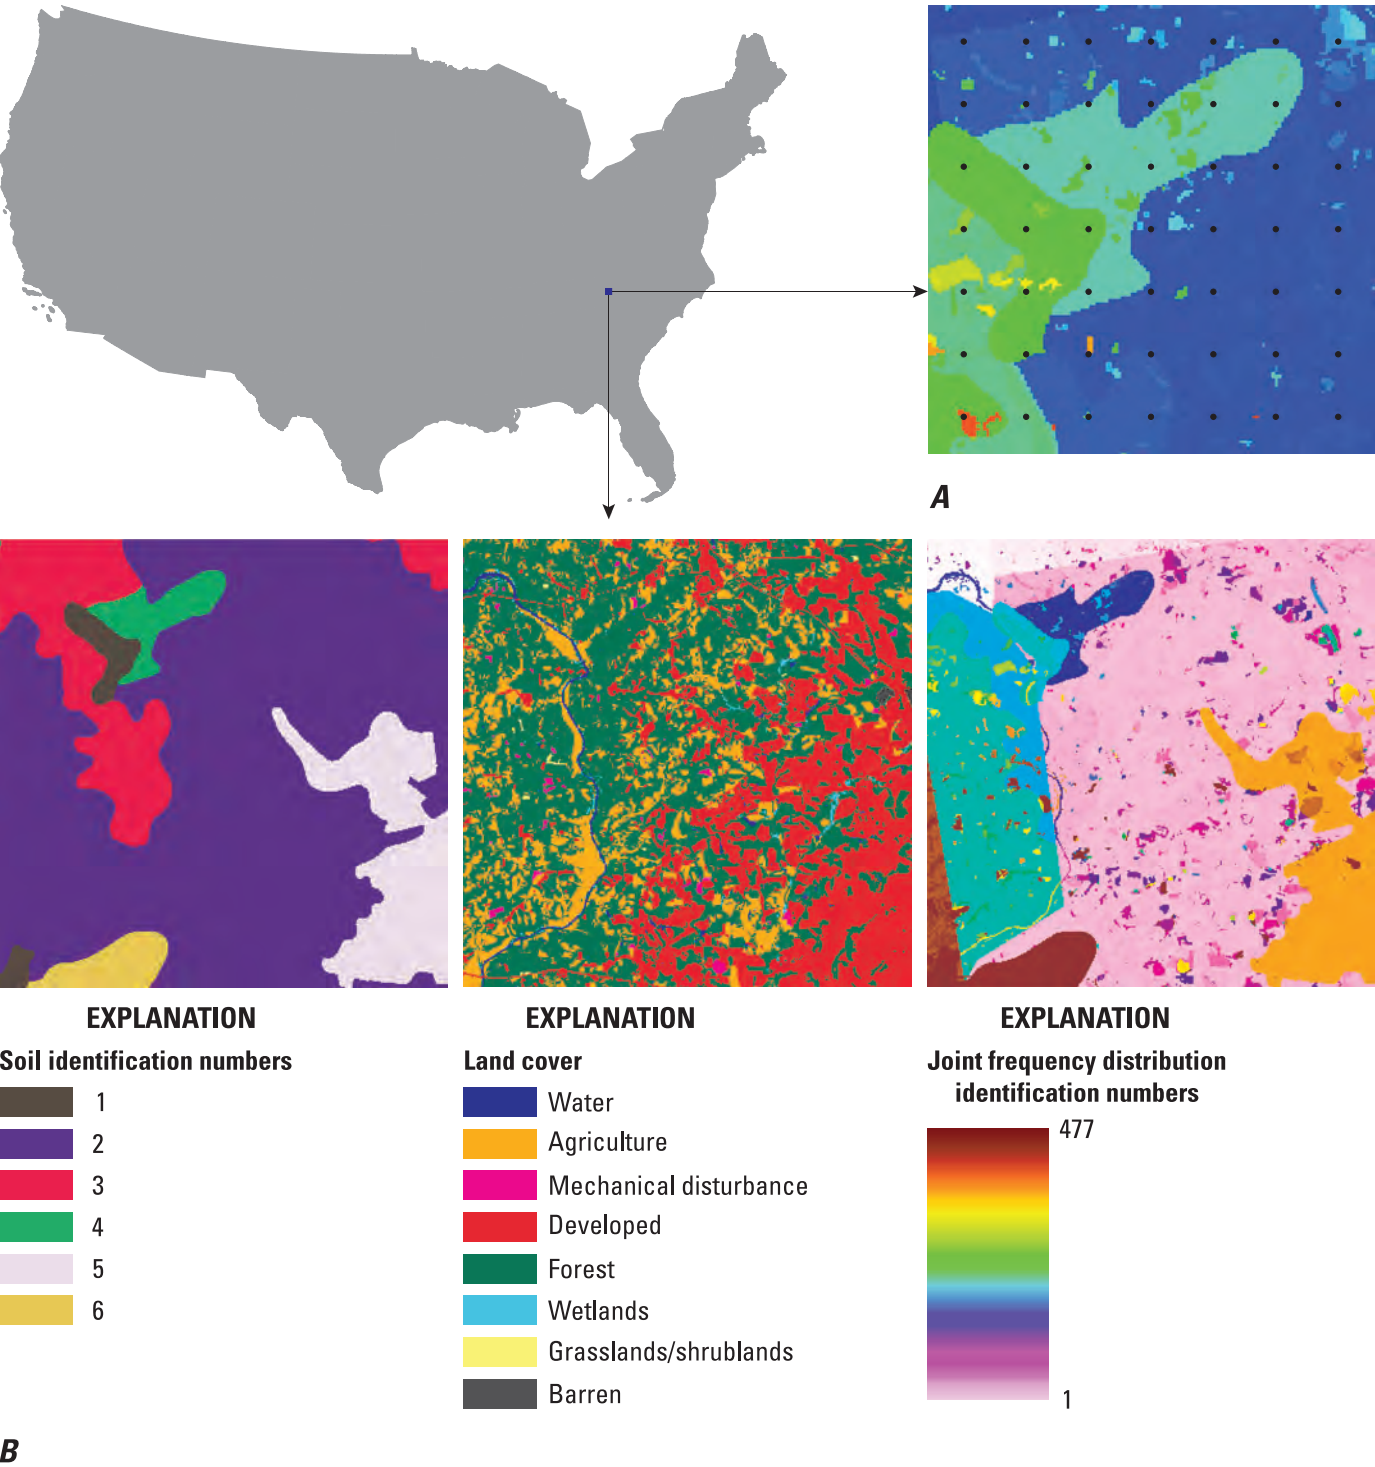 A
EXPLANATION
Soil identification numbers
1
2
3
4
5
6
EXPLANATION
Land cover
Water
Agriculture
Mechanical disturbance
Developed
Forest
Wetlands
Grasslands/shrublands
Barren
EXPLANATION
Joint frequency distribution
identification numbers
477
1
B